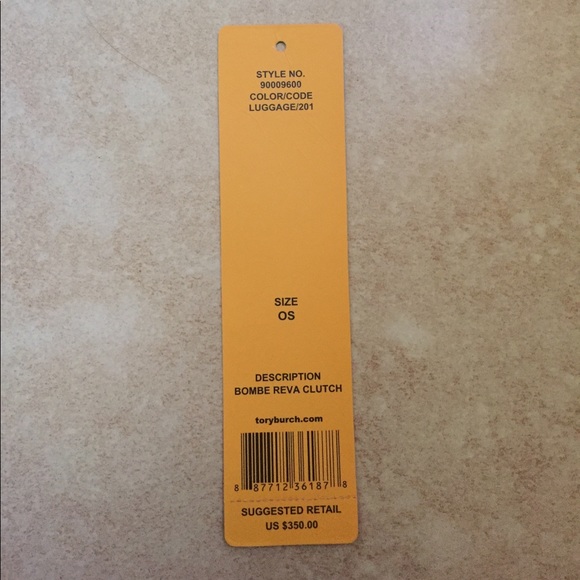 STYLE NO.
90009600
COLOR/CODE
LUGGAGE/201
SIZE
OS
DESCRIPTION
BOMBE REVA CLUTCH
toryburch.com
8 87712 36187 8
SUGGESTED RETAIL
US $350.00